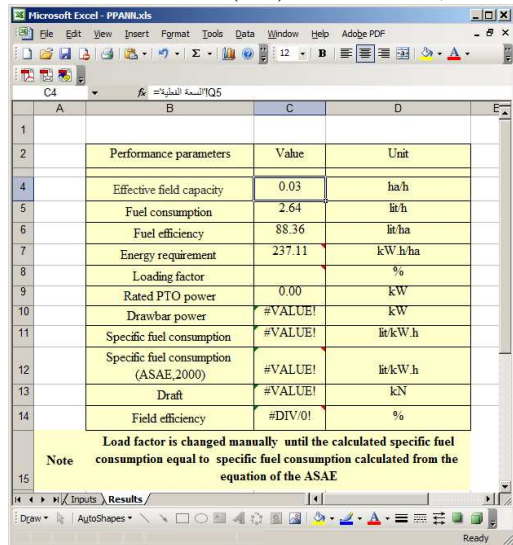 Microsoft Excel - PPANN.xls
File Edit View Insert Format Tools Data Window Help Adobe PDF
12 B
C4 fx ='السعة الفعلية'!Q5
A B C D E
1
2 Performance parameters Value Unit
4 Effective field capacity 0.03 ha/h
5 Fuel consumption 2.64 lit/h
6 Fuel efficiency 88.36 lit/ha
7 Energy requirement 237.11 kW.h/ha
8 Loading factor %
9 Rated PTO power 0.00 kW
10 Drawbar power #VALUE! kW
11 Specific fuel consumption #VALUE! lit/kW.h
Specific fuel consumption
12 (ASAE,2000) #VALUE! lit/kW.h
13 Draft #VALUE! kN
14 Field efficiency #DIV/0! %
Load factor is changed manually until the calculated specific fuel
Note consumption equal to specific fuel consumption calculated from the
15 equation of the ASAE
Inputs Results
Draw AutoShapes
Ready